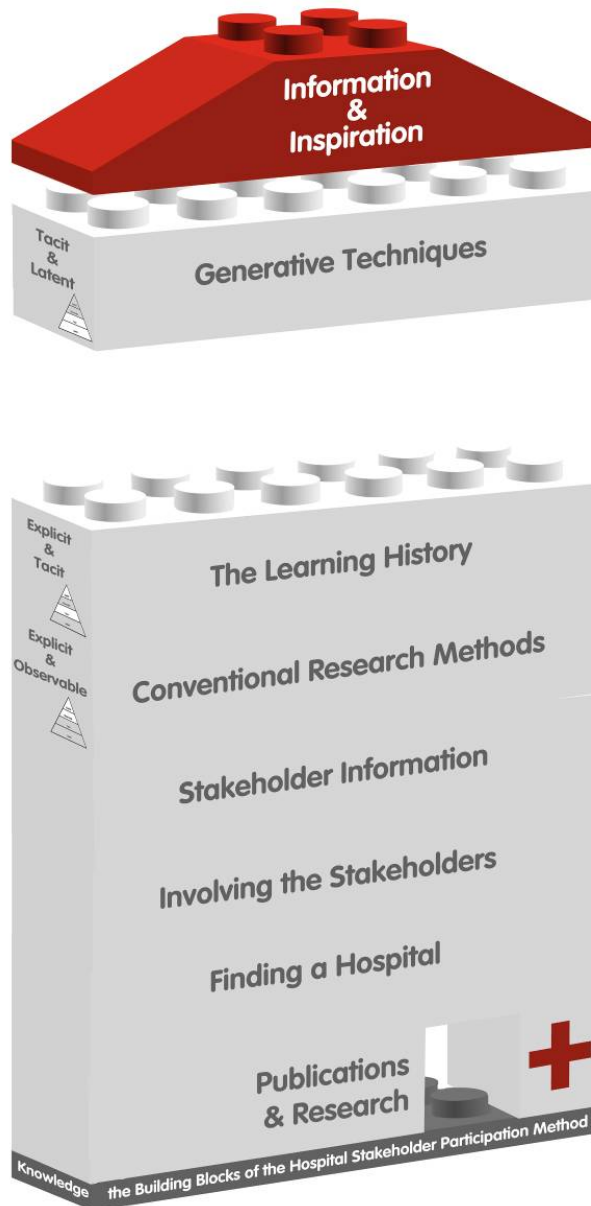 Information
&
Inspiration
Tacit
&
Latent
Generative Techniques
Explicit
&
Tacit
The Learning History
Explicit
&
Observable
Conventional Research Methods
Stakeholder Information
Involving the Stakeholders
Finding a Hospital
Publications
& Research
Knowledge
the Building Blocks of the Hospital Stakeholder Participation Method